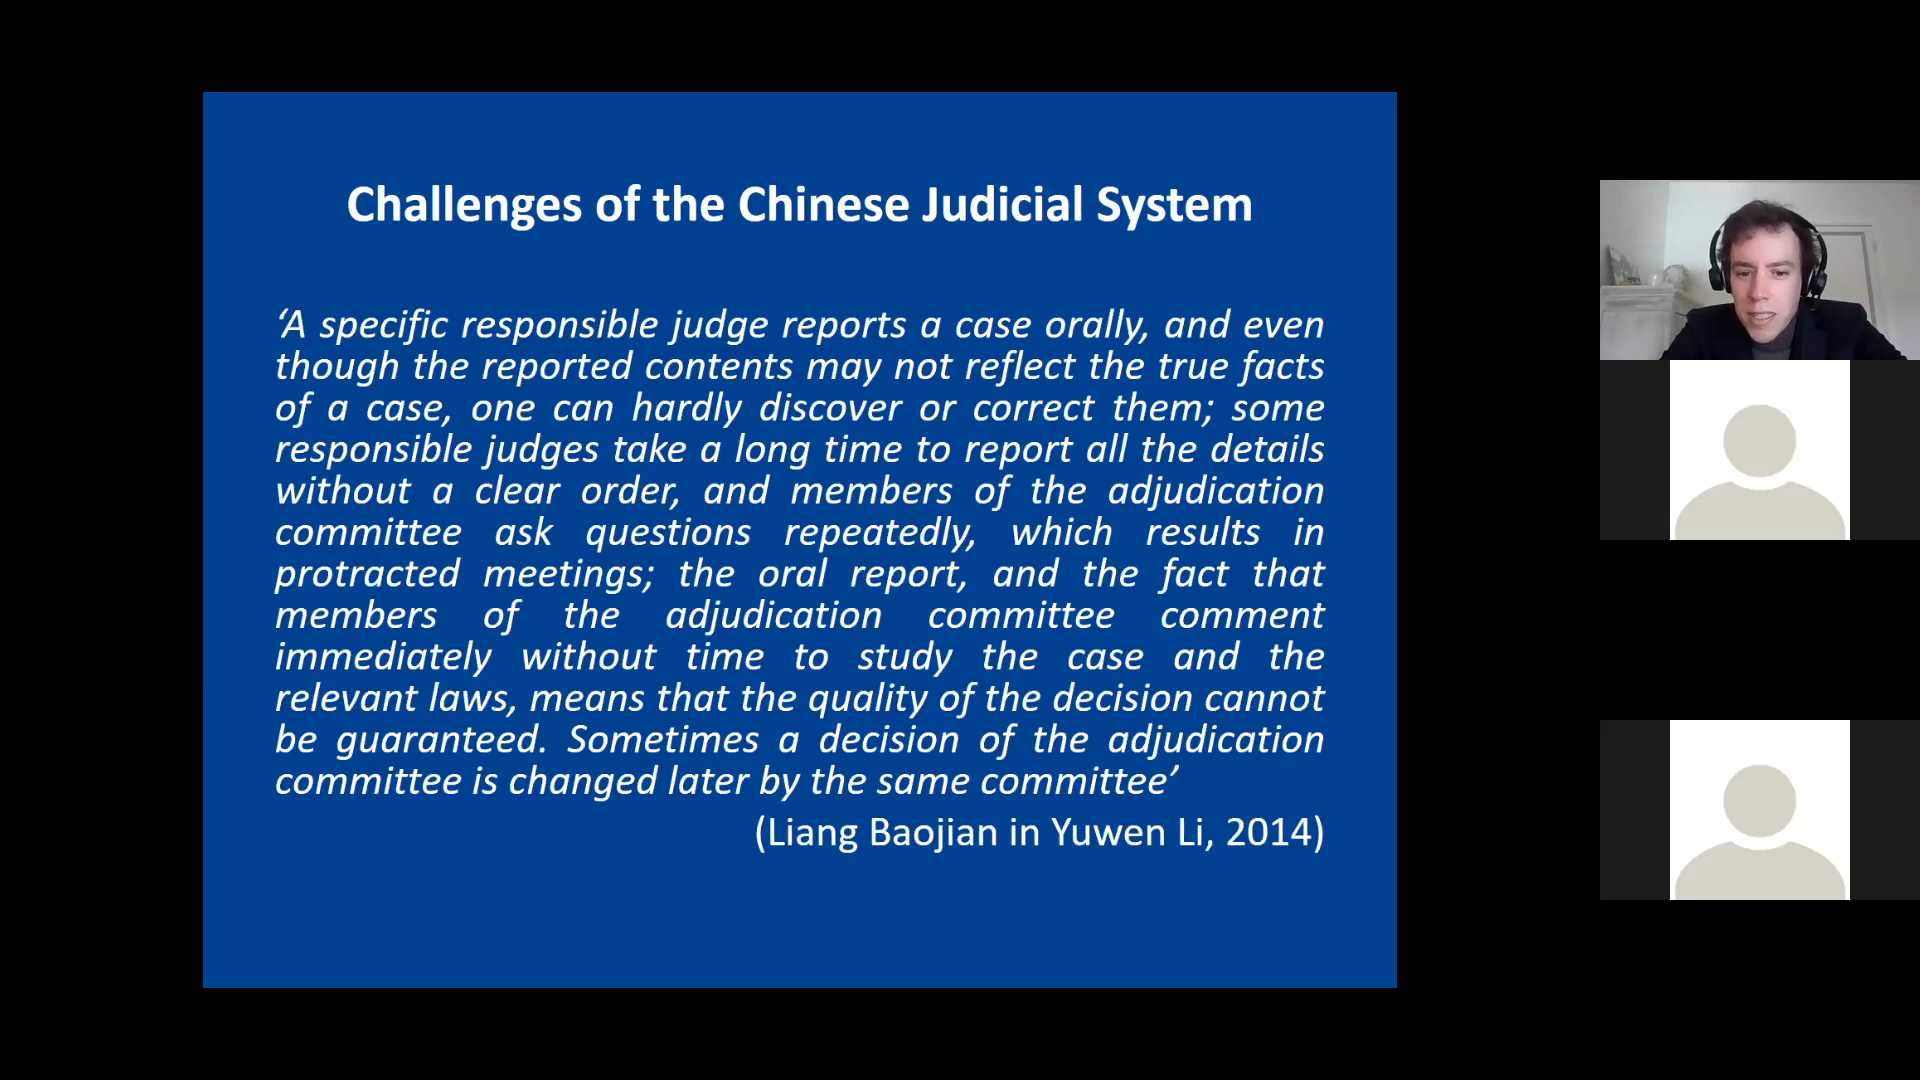 Challenges of the Chinese Judicial System
‘A specific responsible judge reports a case orally, and even
though the reported contents may not reflect the true facts
of a case, one can hardly discover or correct them; some
responsible judges take a long time to report all the details
without a clear order, and members of the adjudication
committee ask questions repeatedly, which results in
protracted meetings; the oral report, and the fact that
members of the adjudication committee comment
immediately without time to study the case and the
relevant laws, means that the quality of the decision cannot
be guaranteed. Sometimes a decision of the adjudication
committee is changed later by the same committee’
(Liang Baojian in Yuwen Li, 2014)